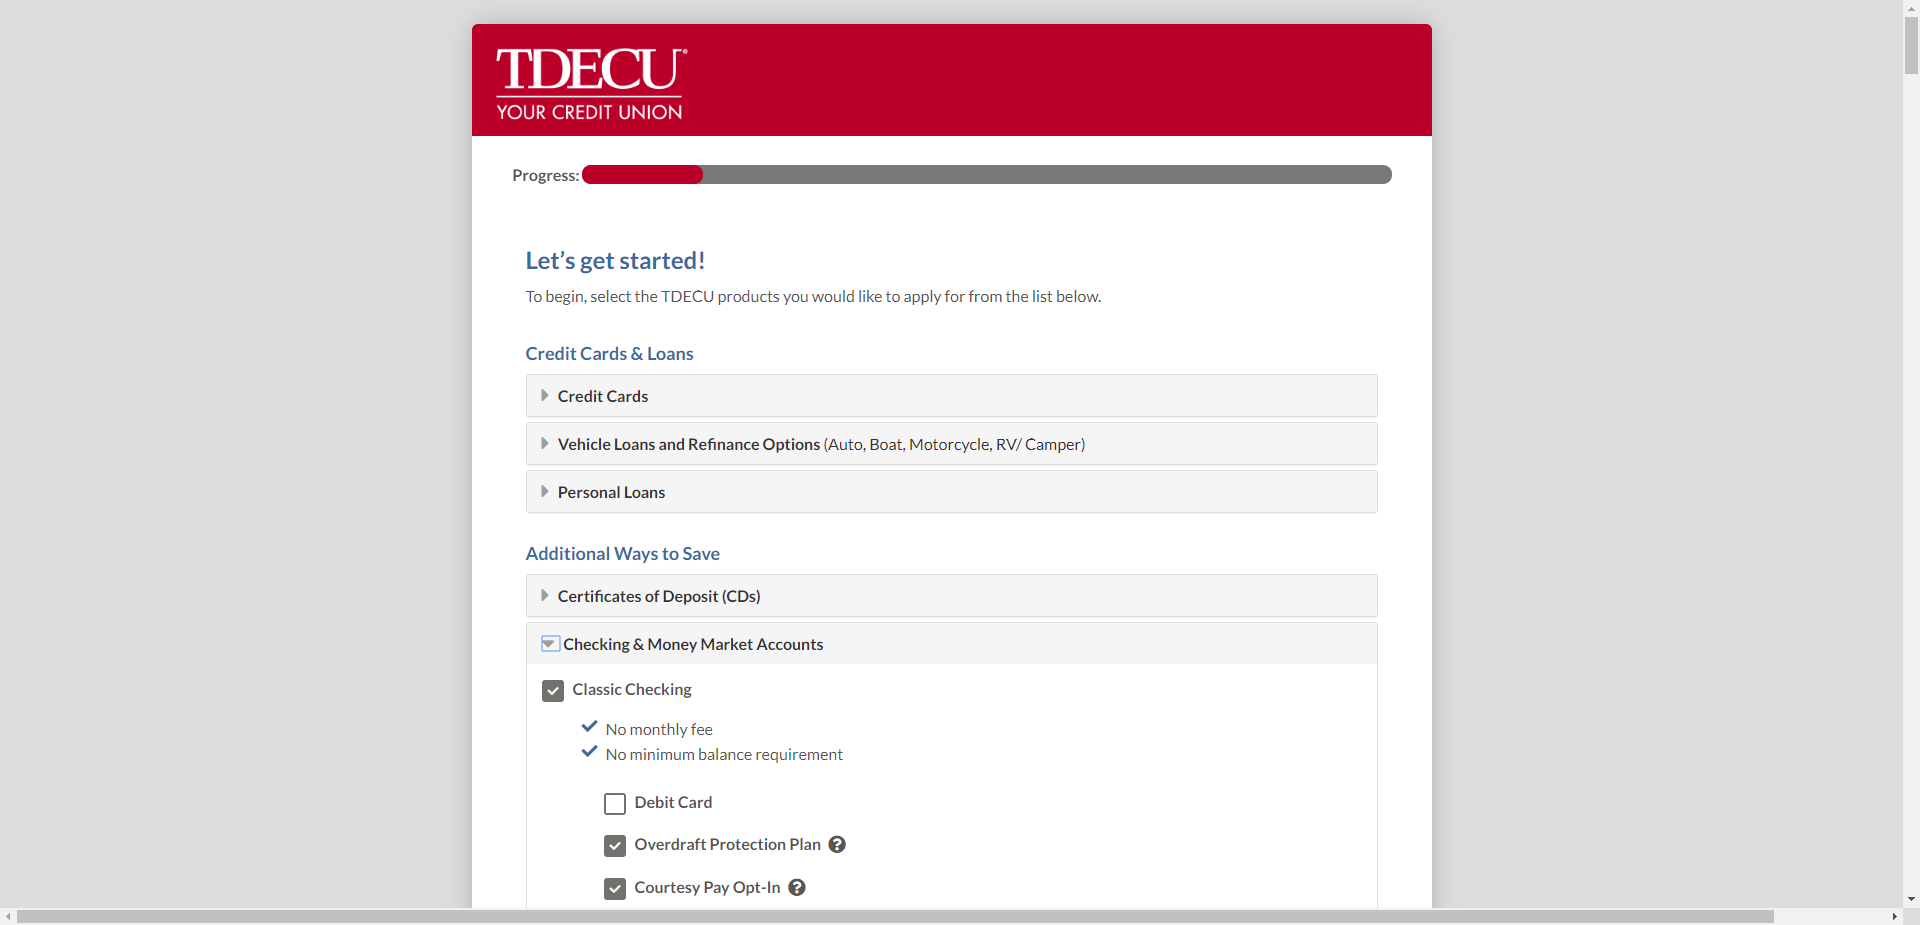 TDECU®
YOUR CREDIT UNION
Progress:
Let’s get started!
To begin, select the TDECU products you would like to apply for from the list below.
Credit Cards & Loans
Credit Cards
Vehicle Loans and Refinance Options (Auto, Boat, Motorcycle, RV/ Camper)
Personal Loans
Additional Ways to Save
Certificates of Deposit (CDs)
Checking & Money Market Accounts
Classic Checking
No monthly fee
No minimum balance requirement
Debit Card
Overdraft Protection Plan ?
Courtesy Pay Opt-In ?